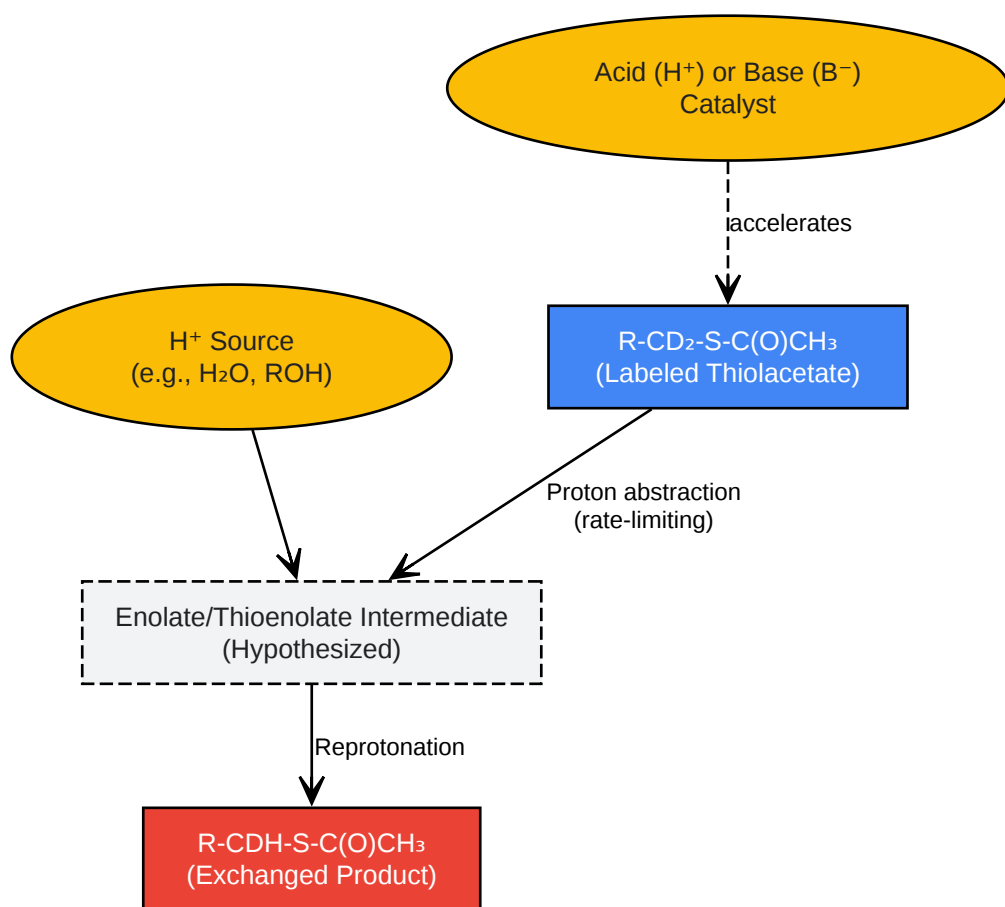 Acid (H⁺) or Base (B⁻)
Catalyst
accelerates
H⁺ Source
(e.g., H₂O, ROH)
R-CD₂-S-C(O)CH₃
(Labeled Thiolacetate)
Proton abstraction
(rate-limiting)
Enolate/Thioenolate Intermediate
(Hypothesized)
Reprotonation
R-CDH-S-C(O)CH₃
(Exchanged Product)